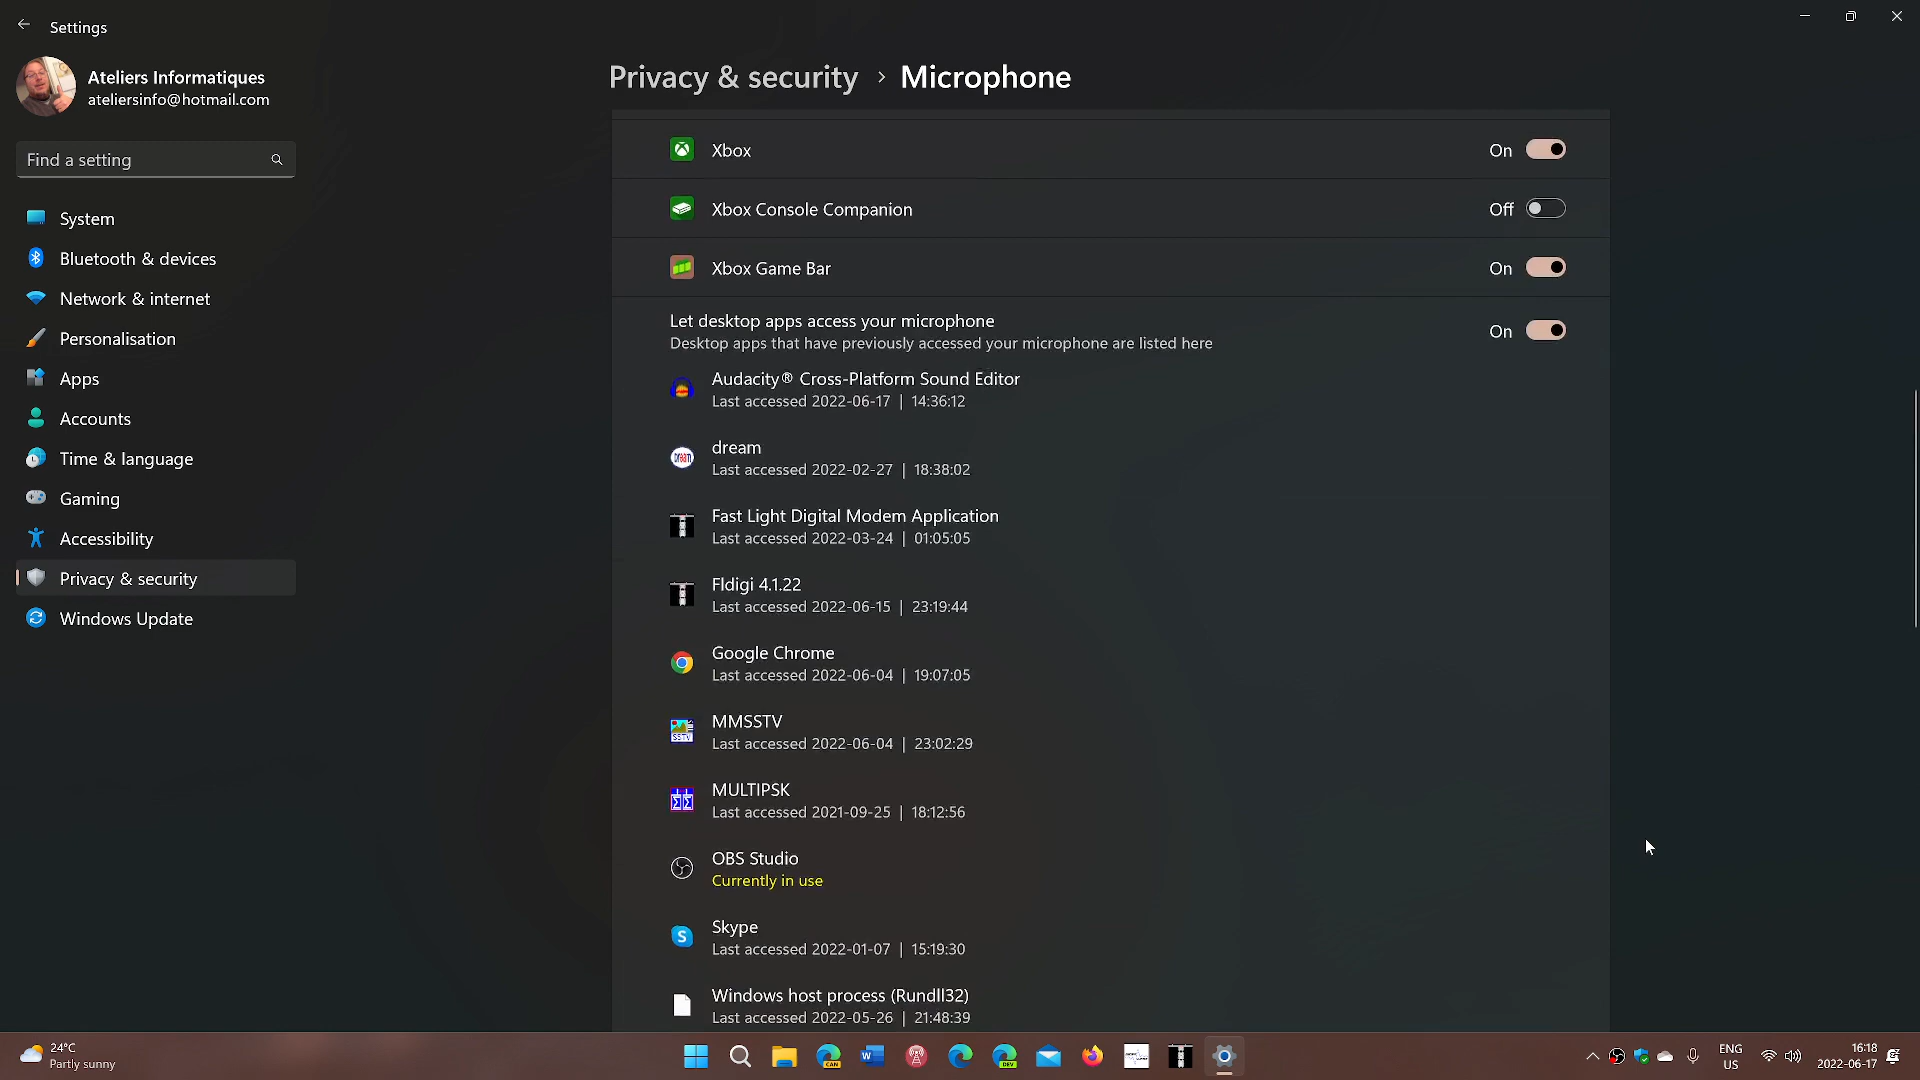 Settings
Ateliers Informatiques
ateliersinfo@hotmail.com
Find a setting
System
Bluetooth & devices
Network & internet
Personalisation
Apps
Accounts
Time & language
Gaming
Accessibility
Privacy & security
Windows Update
Privacy & security > Microphone
Xbox On
Xbox Console Companion Off
Xbox Game Bar On
Let desktop apps access your microphone On
Desktop apps that have previously accessed your microphone are listed here
Audacity® Cross-Platform Sound Editor
Last accessed 2022-06-17 | 14:36:12
dream
Last accessed 2022-02-27 | 18:38:02
Fast Light Digital Modem Application
Last accessed 2022-03-24 | 01:05:05
Fldigi 4.1.22
Last accessed 2022-06-15 | 23:19:44
Google Chrome
Last accessed 2022-06-04 | 19:07:05
MMSSTV
Last accessed 2022-06-04 | 23:02:29
MULTIPSK
Last accessed 2021-09-25 | 18:12:56
OBS Studio
Currently in use
Skype
Last accessed 2022-01-07 | 15:19:30
Windows host process (Rundll32)
Last accessed 2022-05-26 | 21:48:39
24°C
Partly sunny
CAN
DEV
ENG
US
16:18
2022-06-17